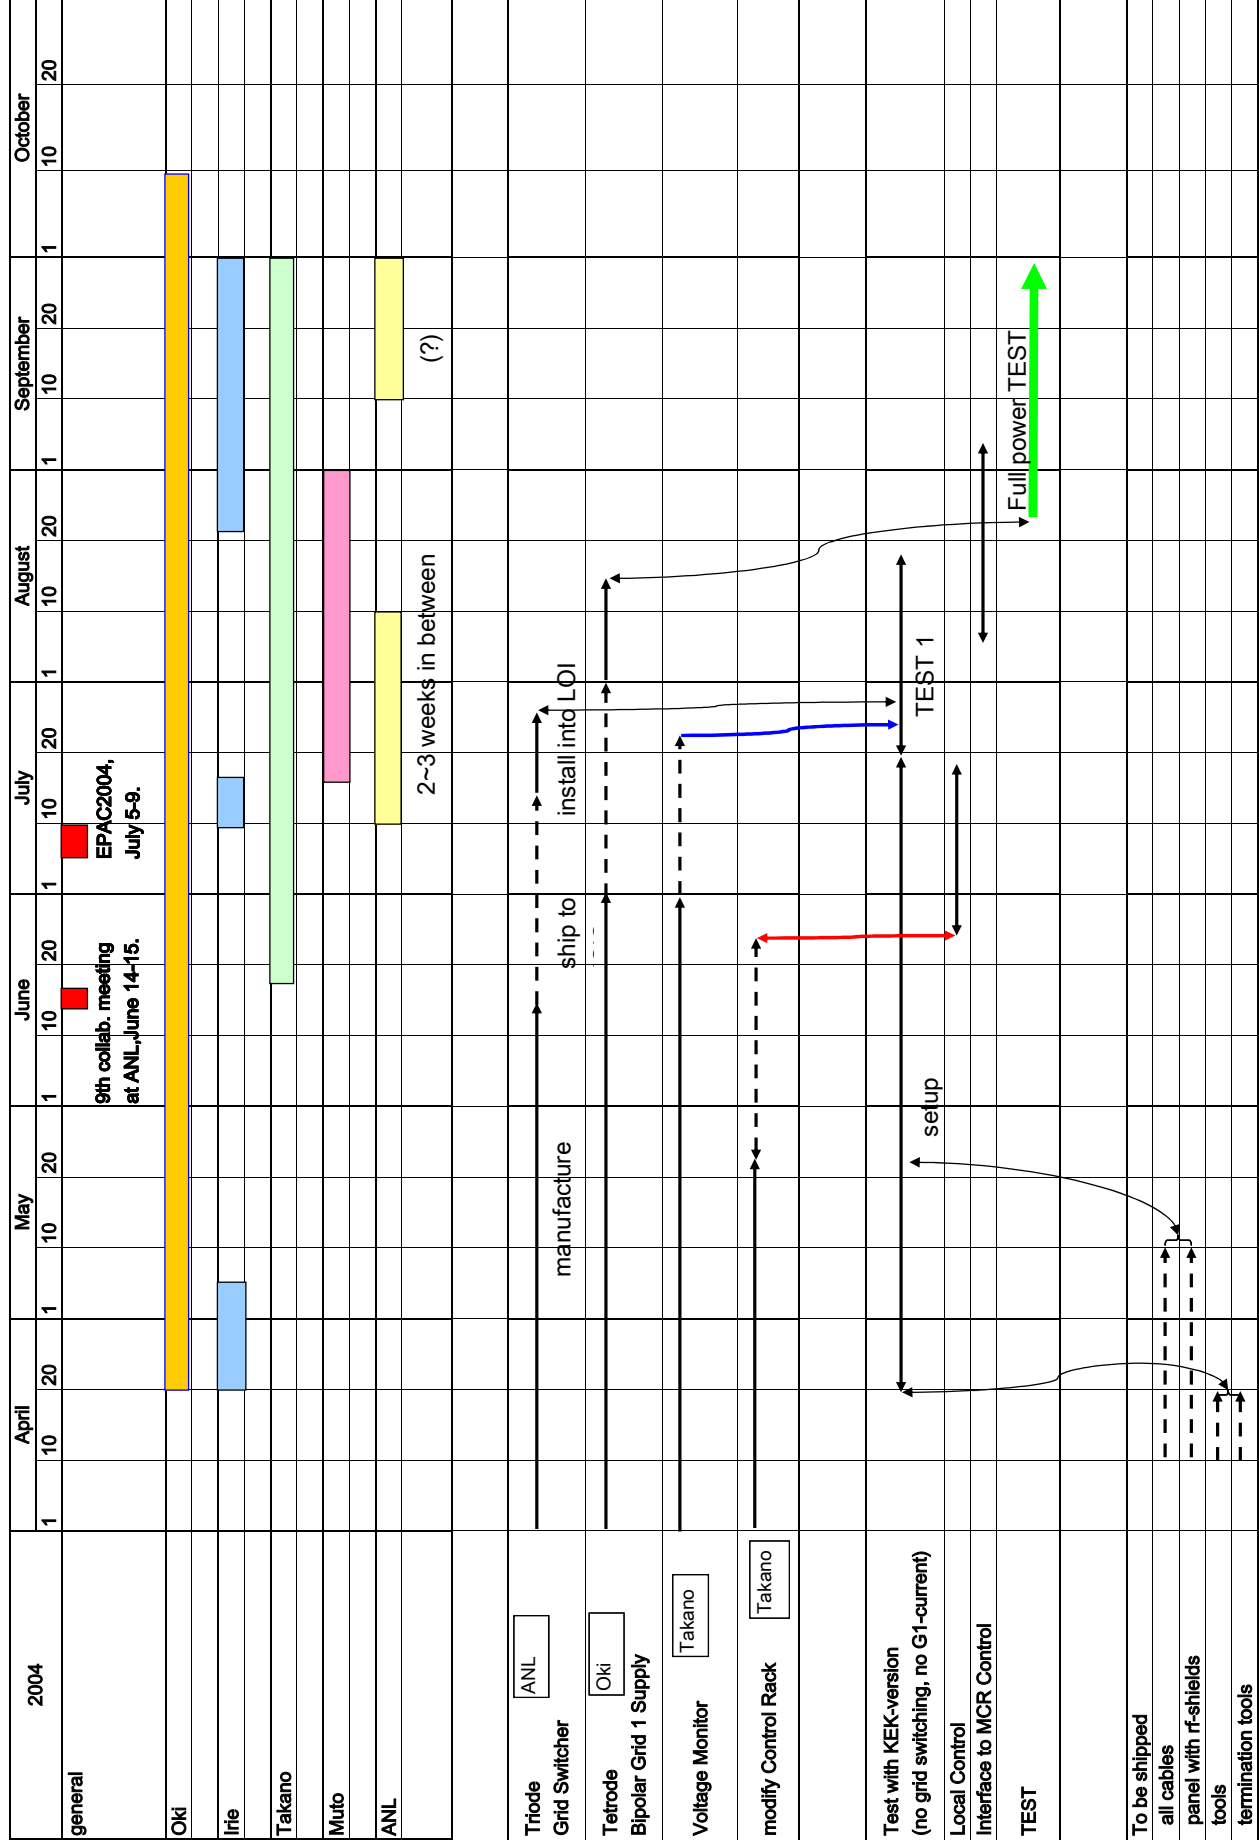 2004
April
May
June
July
August
September
October
1 10 20 1 10 20 1 10 20 1 10 20 1 10 20 1 10 20 1 10 20
general
9th collab. meeting
at ANL,June 14-15.
EPAC2004,
July 5-9.
Oki
Irie
Takano
Muto
ANL
2~3 weeks in between
(?)
Triode
Grid Switcher
ANL
manufacture
ship to
install into LOI
Tetrode
Bipolar Grid 1 Supply
Oki
Voltage Monitor
Takano
modify Control Rack
Takano
Test with KEK-version
(no grid switching, no G1-current)
setup
TEST 1
Local Control
Interface to MCR Control
TEST
Full power TEST
To be shipped
all cables
panel with rf-shields
tools
termination tools